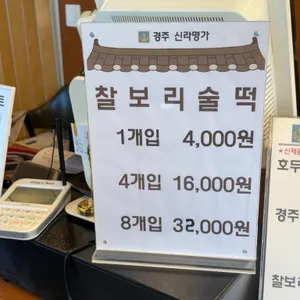 경주 신라명가
찰보리술떡
1개입 4,000원
4개입 16,000원
8개입 32,000원
호두
경주
찰보리